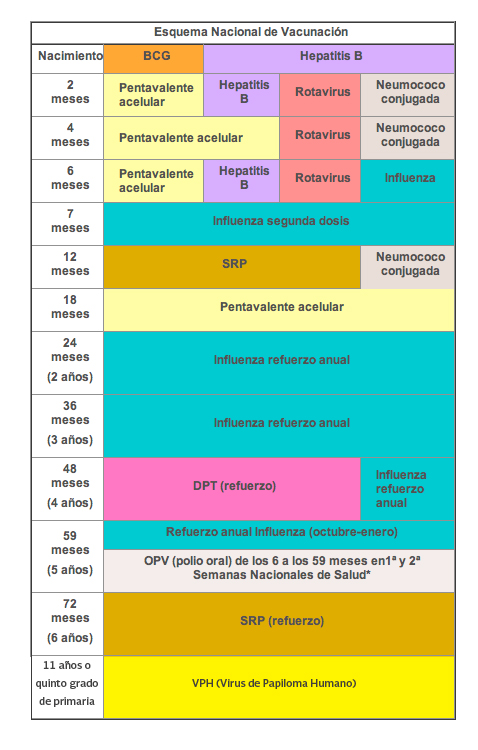 Esquema Nacional de Vacunación
Nacimiento BCG Hepatitis B
2
meses
Pentavalente
acelular
Hepatitis
B
Rotavirus
Neumococo
conjugada
4
meses
Pentavalente acelular
Rotavirus
Neumococo
conjugada
6
meses
Pentavalente
acelular
Hepatitis
B
Rotavirus
Influenza
7
meses
Influenza segunda dosis
12
meses
SRP
Neumococo
conjugada
18
meses
Pentavalente acelular
24
meses
(2 años)
Influenza refuerzo anual
36
meses
(3 años)
Influenza refuerzo anual
48
meses
(4 años)
DPT (refuerzo)
Influenza
refuerzo
anual
59
meses
(5 años)
Refuerzo anual Influenza (octubre-enero)
OPV (polio oral) de los 6 a los 59 meses en1ª y 2ª
Semanas Nacionales de Salud*
72
meses
(6 años)
SRP (refuerzo)
11 años o
quinto grado
de primaria
VPH (Virus de Papiloma Humano)